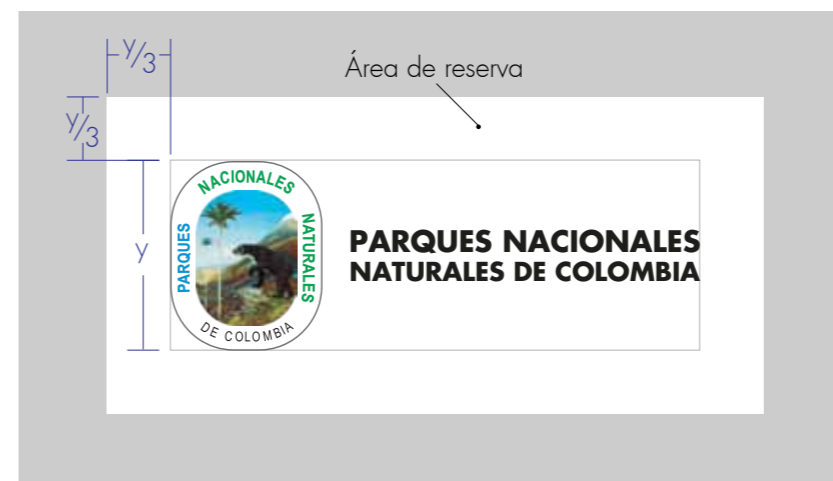 y/3
Área de reserva
y/3
y
PARQUES
NACIONALES
NATURALES
DE COLOMBIA
PARQUES NACIONALES
NATURALES DE COLOMBIA